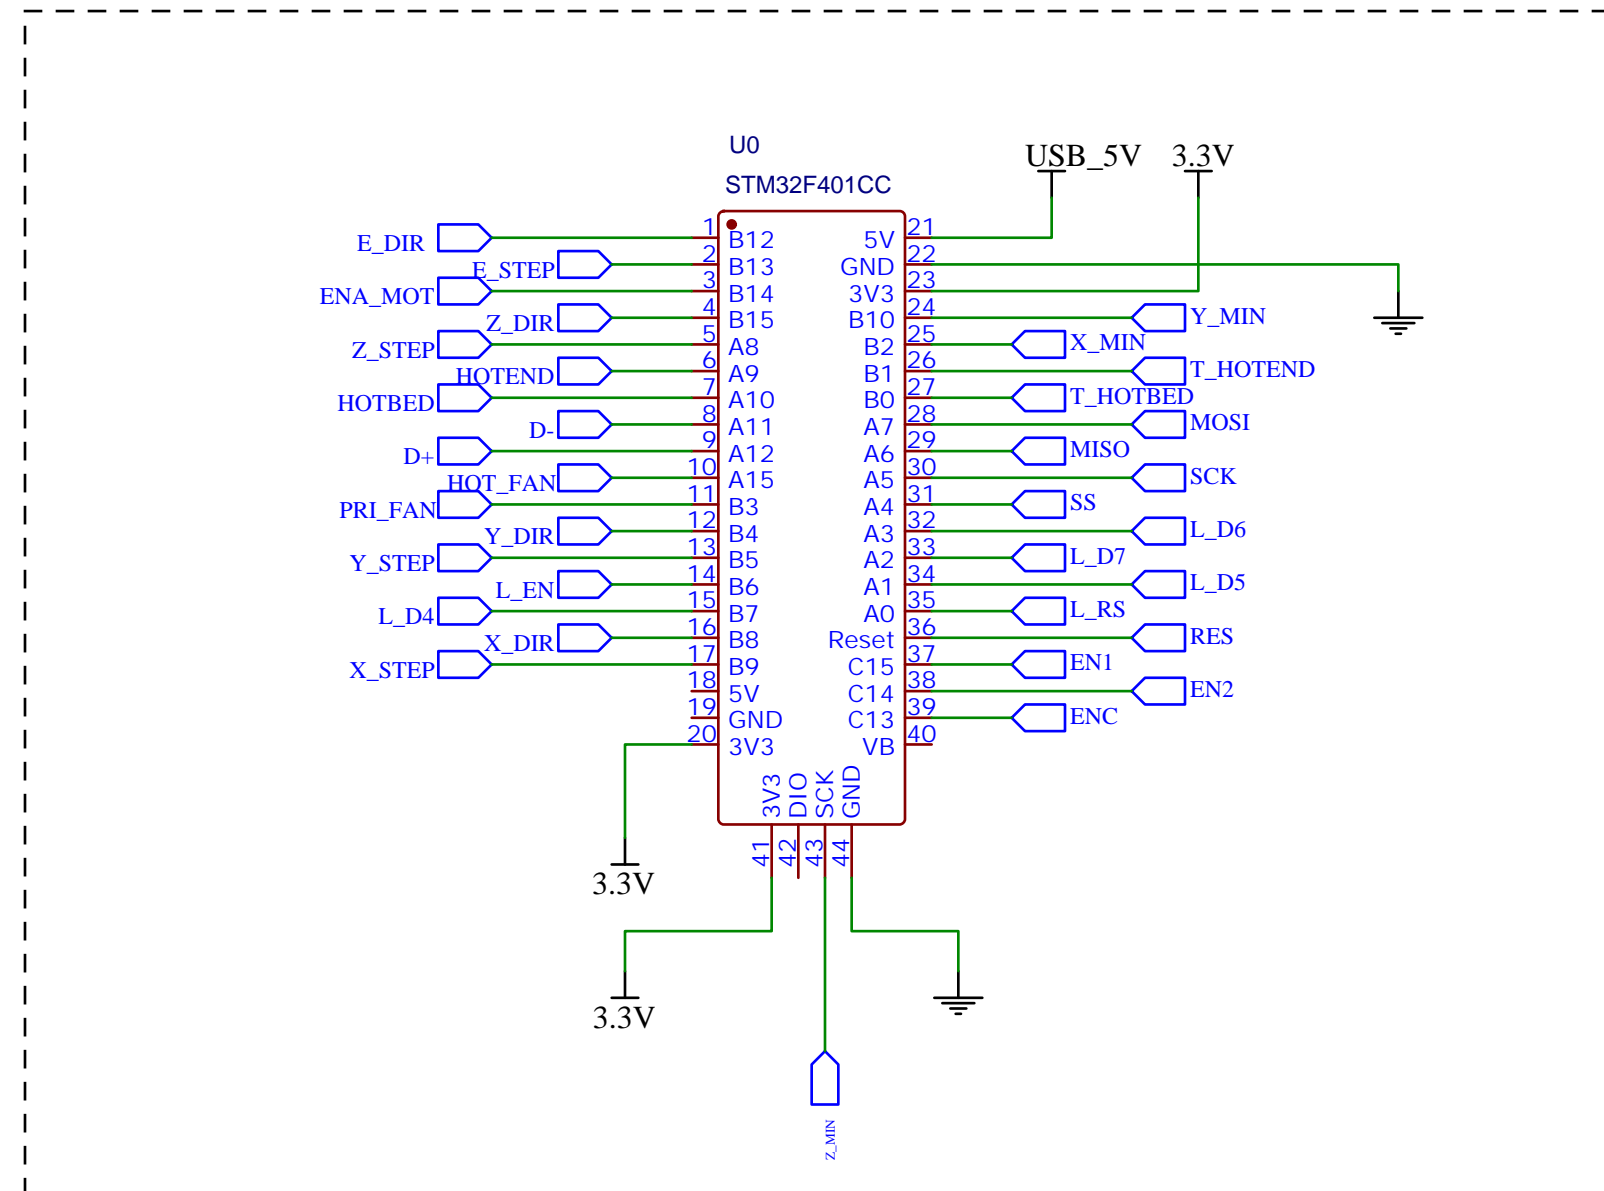 U0
STM32F401CC
USB_5V 3.3V
E_DIR 1 B12 5V 21
E_STEP 2 B13 GND 22
ENA_MOT 3 B14 3V3 23
Z_DIR 4 B15 B10 24 Y_MIN
Z_STEP 5 A8 B2 25 X_MIN
HOTEND 6 A9 B1 26 T_HOTEND
HOTBED 7 A10 B0 27 T_HOTBED
D- 8 A11 A7 28 MOSI
D+ 9 A12 A6 29 MISO
HOT_FAN 10 A15 A5 30 SCK
PRI_FAN 11 B3 A4 31 SS
Y_DIR 12 B4 A3 32 L_D6
Y_STEP 13 B5 A2 33 L_D7
L_EN 14 B6 A1 34 L_D5
L_D4 15 B7 A0 35 L_RS
X_DIR 16 B8 Reset 36 RES
X_STEP 17 B9 C15 37 EN1
18 5V C14 38 EN2
19 GND C13 39 ENC
20 3V3 VB 40
3V3 DIO SCK GND
41 42 43 44
3.3V
3.3V
Z_MIN